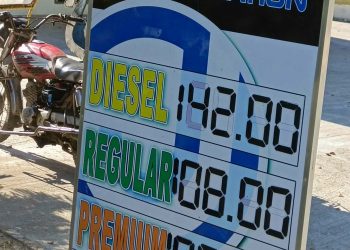 DIESEL 142.00
REGULAR 108.00
PREMIUM